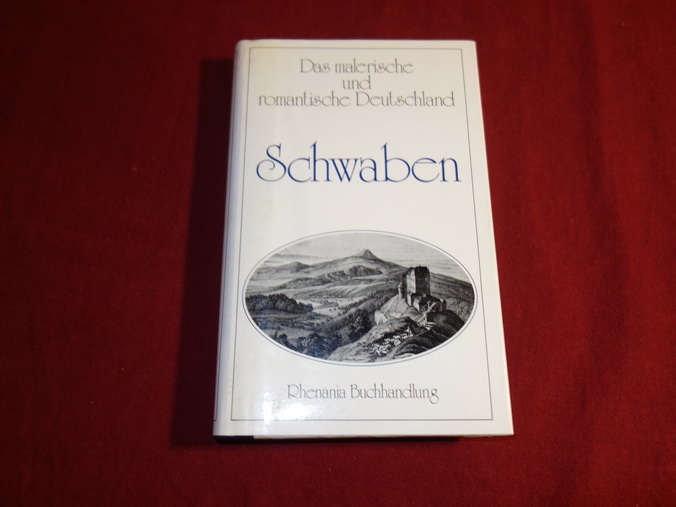 Das malerische
und
romantische Deutschland
Schwaben
Rhenania Buchhandlung